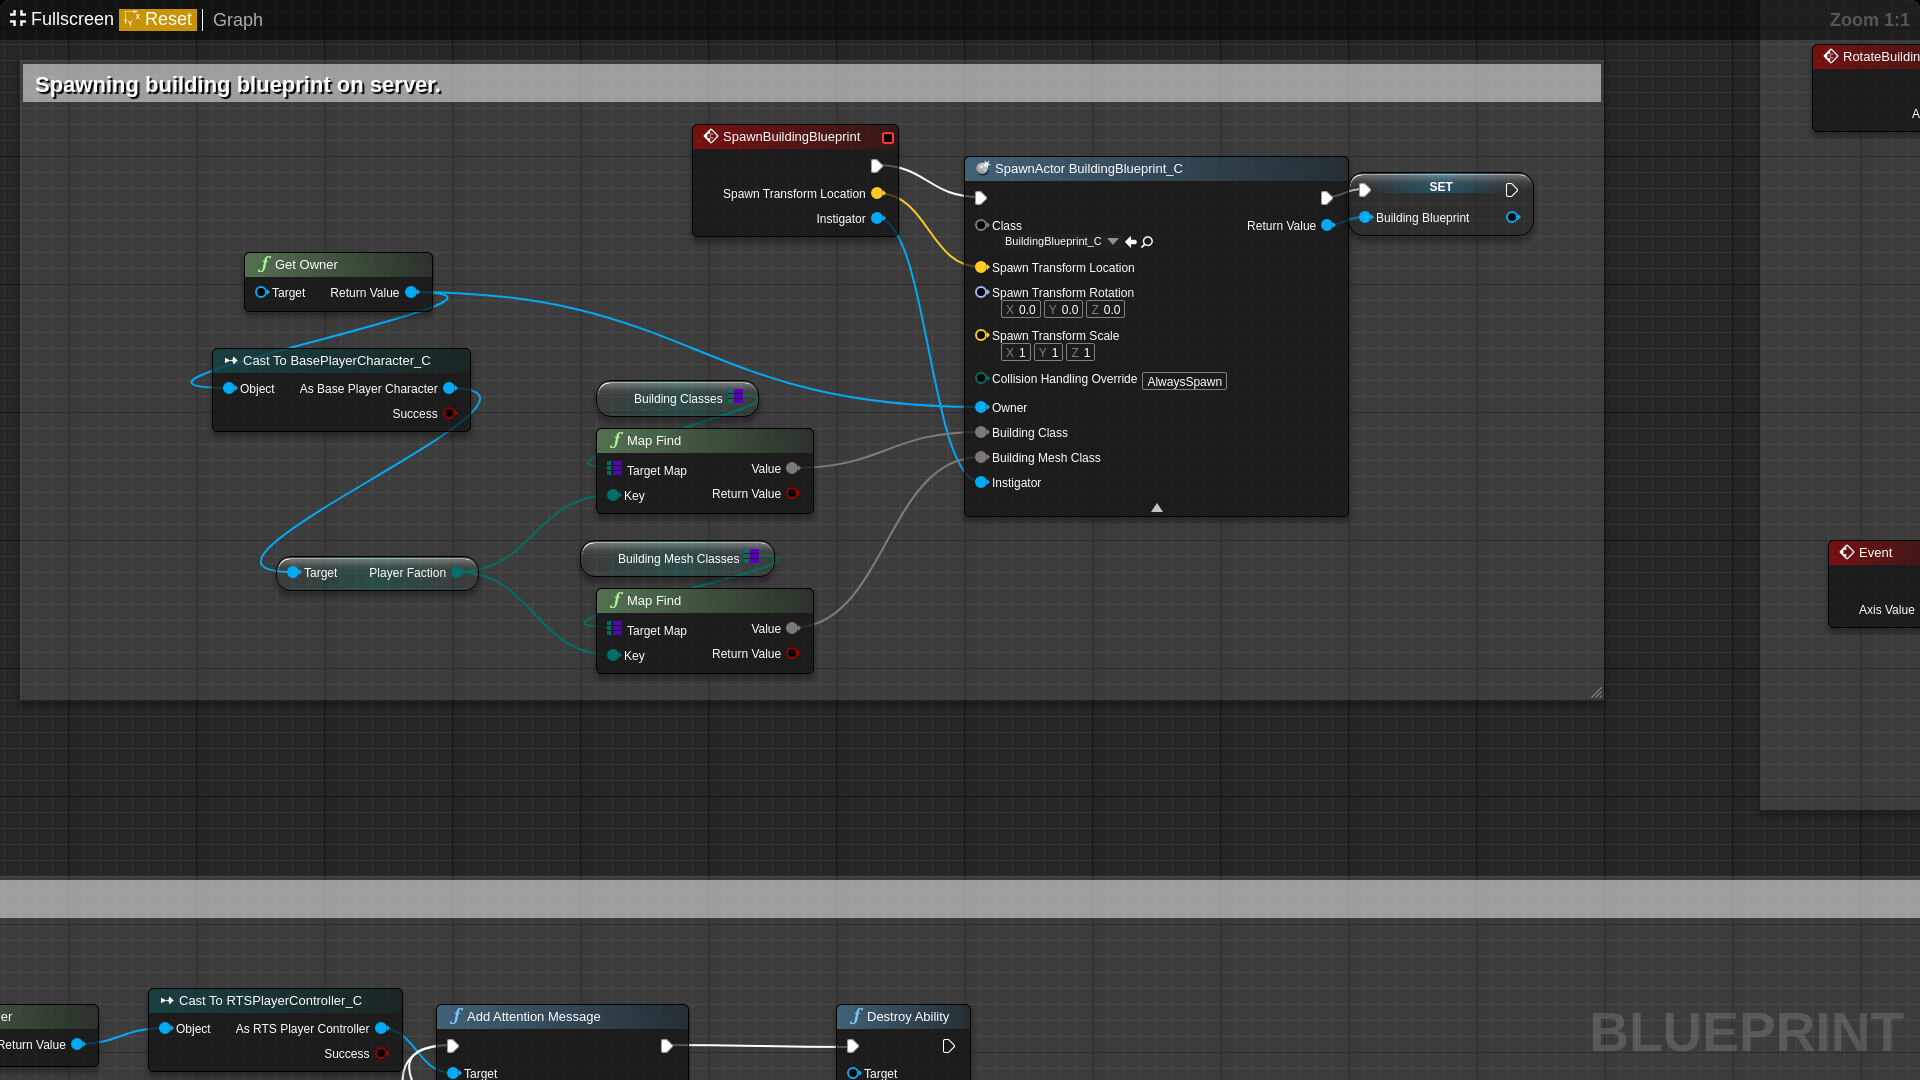 Fullscreen Reset Graph
Zoom 1:1
Spawning building blueprint on server.
SpawnBuildingBlueprint
Spawn Transform Location
Instigator
SpawnActor BuildingBlueprint_C
Class
BuildingBlueprint_C
Return Value
Spawn Transform Location
Spawn Transform Rotation
X 0.0 Y 0.0 Z 0.0
Spawn Transform Scale
X 1 Y 1 Z 1
Collision Handling Override AlwaysSpawn
Owner
Building Class
Building Mesh Class
Instigator
SET
Building Blueprint
Get Owner
Target Return Value
Cast To BasePlayerCharacter_C
Object As Base Player Character
Success
Building Classes
Map Find
Target Map Value
Key Return Value
Target Player Faction
Building Mesh Classes
Map Find
Target Map Value
Key Return Value
RotateBuildin
A
Event
Axis Value
er
Return Value
Cast To RTSPlayerController_C
Object As RTS Player Controller
Success
Add Attention Message
Target
Destroy Ability
Target
BLUEPRINT